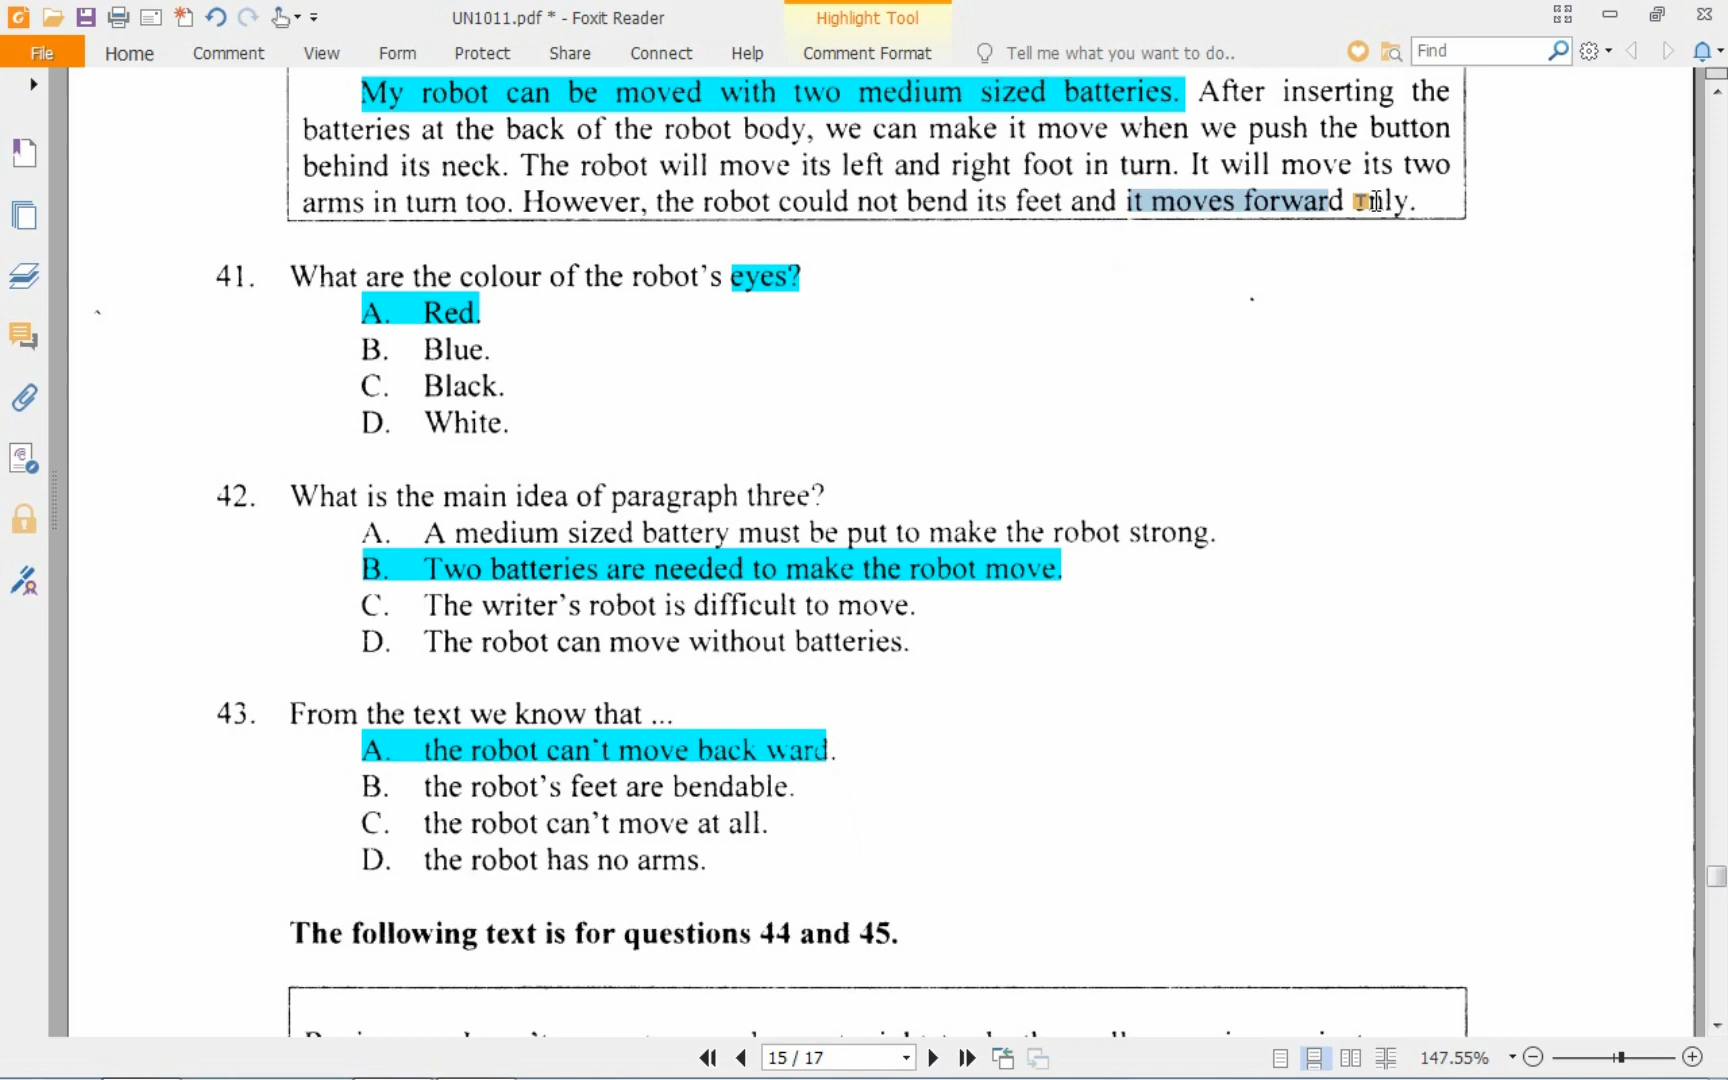 UN1011.pdf * - Foxit Reader
Highlight Tool
File
Home
Comment
View
Form
Protect
Share
Connect
Help
Comment Format
Tell me what you want to do..
Find
My robot can be moved with two medium sized batteries. After inserting the
batteries at the back of the robot body, we can make it move when we push the button
behind its neck. The robot will move its left and right foot in turn. It will move its two
arms in turn too. However, the robot could not bend its feet and it moves forward only.
41. What are the colour of the robot's eyes?
A. Red.
B. Blue.
C. Black.
D. White.
42. What is the main idea of paragraph three?
A. A medium sized battery must be put to make the robot strong.
B. Two batteries are needed to make the robot move.
C. The writer's robot is difficult to move.
D. The robot can move without batteries.
43. From the text we know that ...
A. the robot can't move back ward.
B. the robot's feet are bendable.
C. the robot can't move at all.
D. the robot has no arms.
The following text is for questions 44 and 45.
15 / 17
147.55%